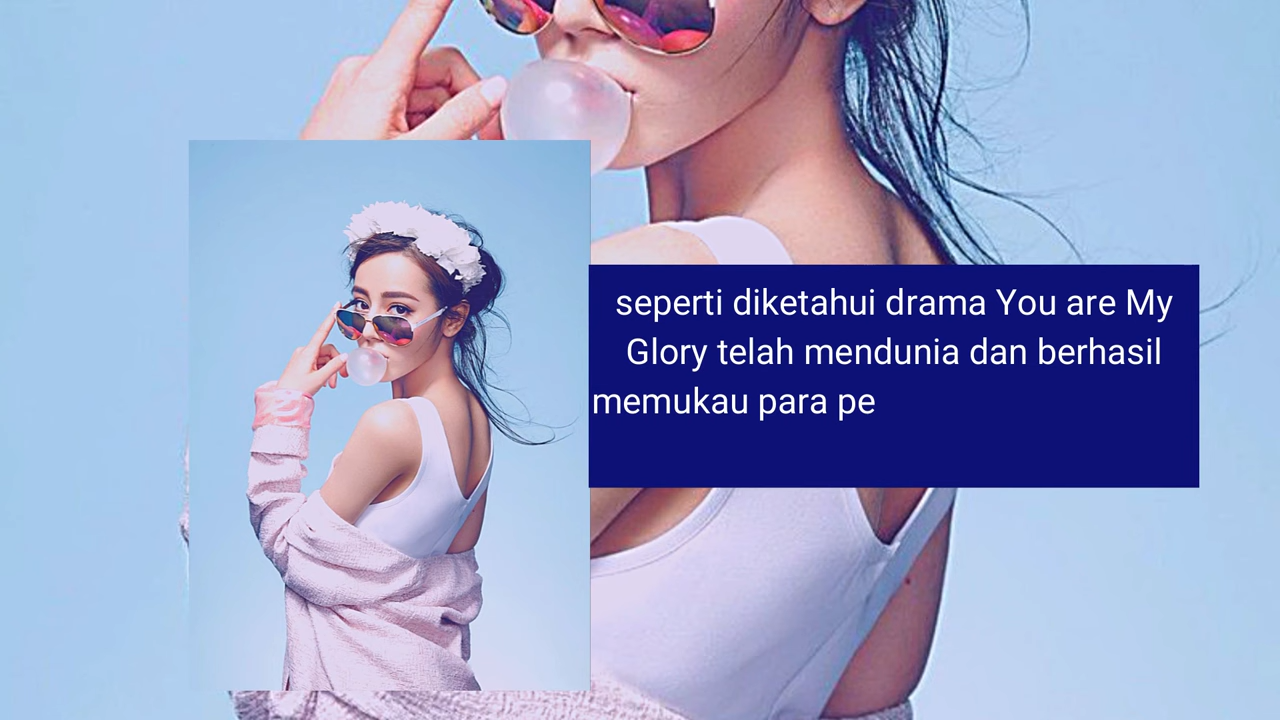 seperti diketahui drama You are My
Glory telah mendunia dan berhasil
memukau para pe